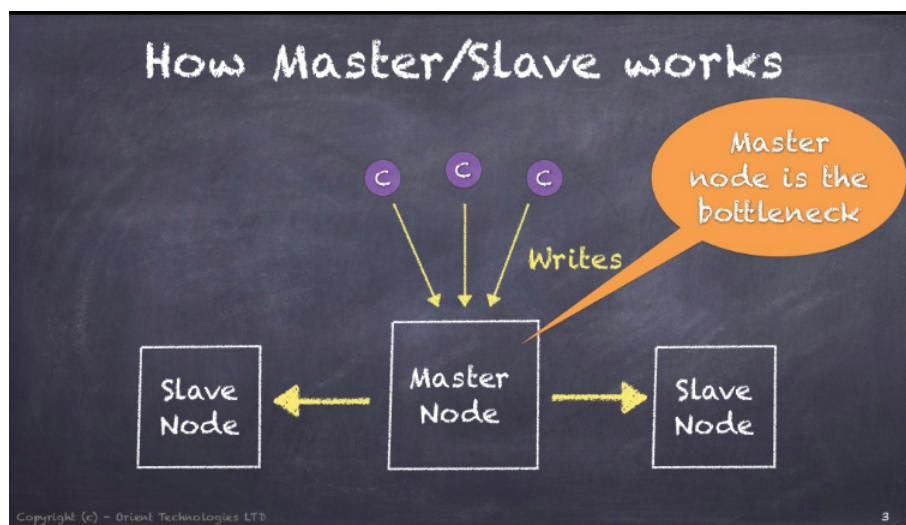 How Master/Slave works
C
C
C
Master
node is the
bottleneck
Writes
Slave
Node
Master
Node
Slave
Node
Copyright (c) - Orient Technologies LTD
3